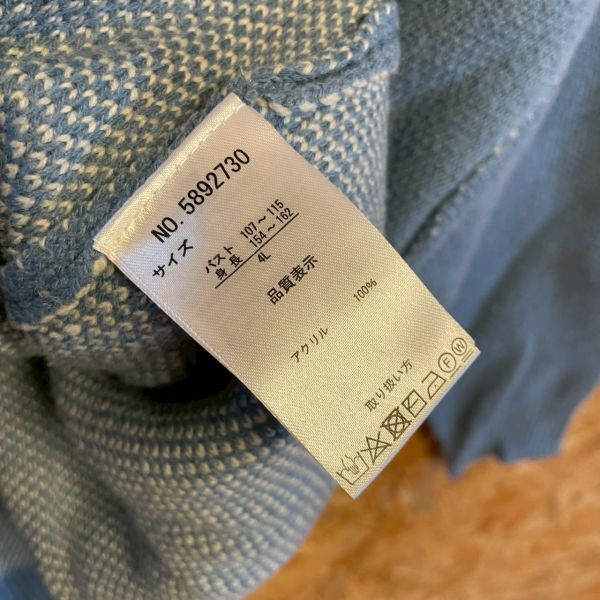 NO. 5892730
サイズ
バスト 107～115
身長 154～162
4L
品質表示
アクリル 100%
取り扱い方
F W